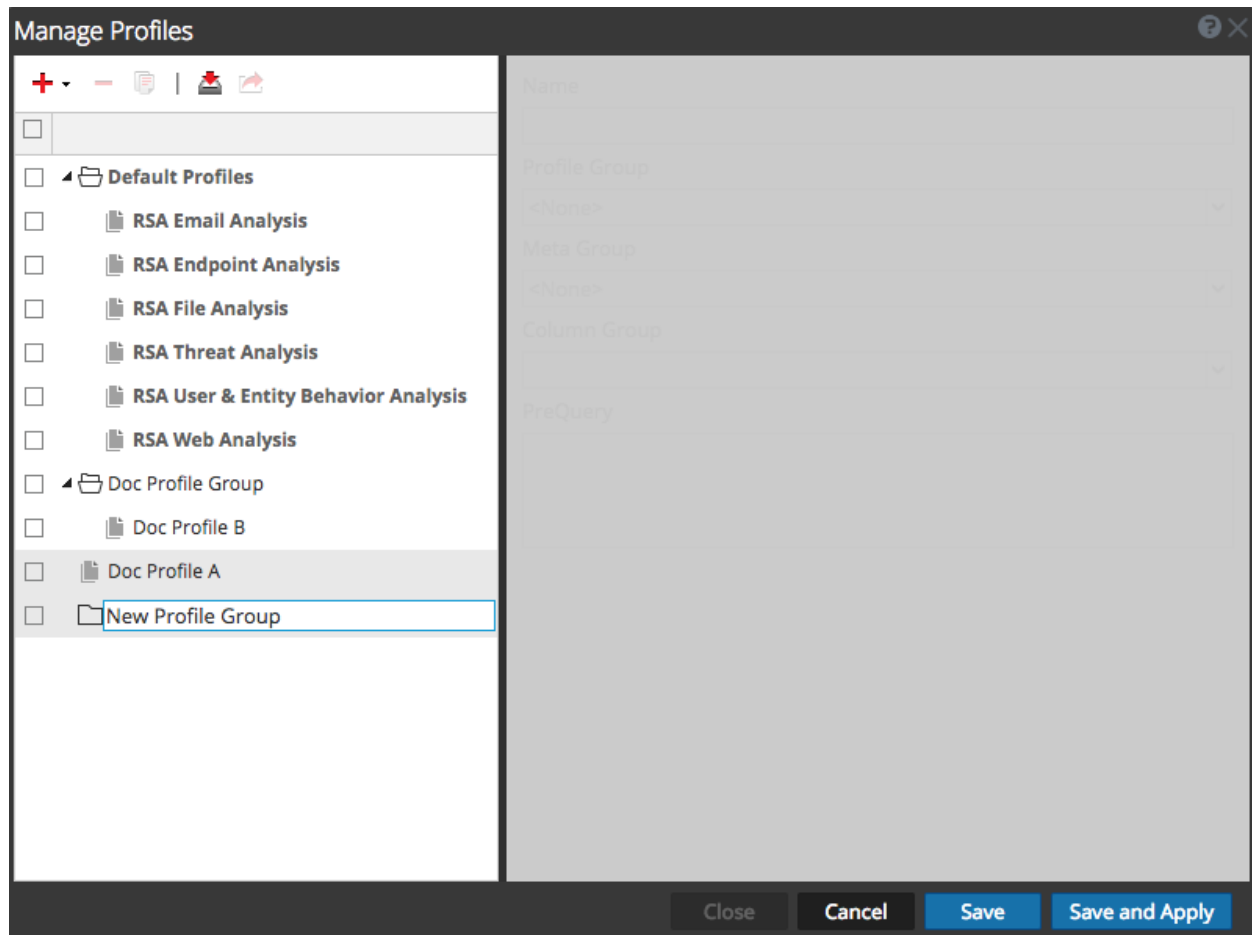 Manage Profiles
Name
Profile Group
<None>
Meta Group
<None>
Column Group
PreQuery
Default Profiles
RSA Email Analysis
RSA Endpoint Analysis
RSA File Analysis
RSA Threat Analysis
RSA User & Entity Behavior Analysis
RSA Web Analysis
Doc Profile Group
Doc Profile B
Doc Profile A
New Profile Group
Close Cancel Save Save and Apply